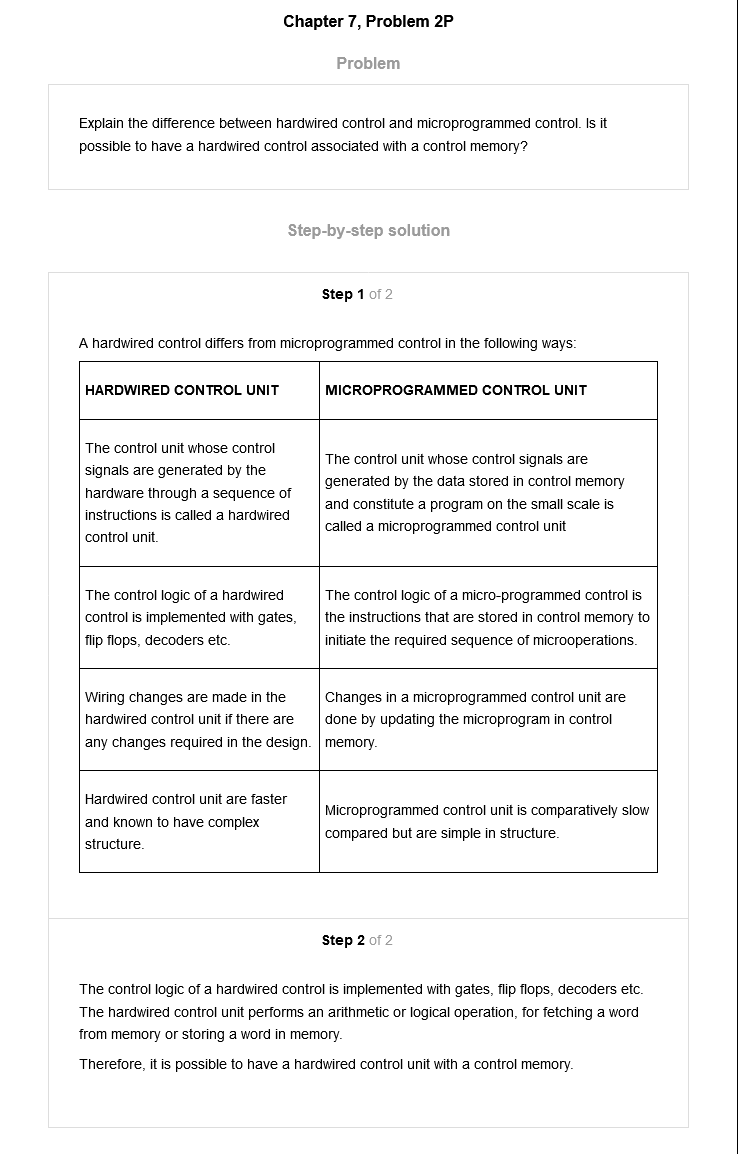 Chapter 7, Problem 2P
Problem
Explain the difference between hardwired control and microprogrammed control. Is it
possible to have a hardwired control associated with a control memory?
Step-by-step solution
Step 1 of 2
A hardwired control differs from microprogrammed control in the following ways:
HARDWIRED CONTROL UNIT
MICROPROGRAMMED CONTROL UNIT
The control unit whose control
signals are generated by the
hardware through a sequence of
instructions is called a hardwired
control unit.
The control unit whose control signals are
generated by the data stored in control memory
and constitute a program on the small scale is
called a microprogrammed control unit
The control logic of a hardwired
control is implemented with gates,
flip flops, decoders etc.
The control logic of a micro-programmed control is
the instructions that are stored in control memory to
initiate the required sequence of microoperations.
Wiring changes are made in the
hardwired control unit if there are
any changes required in the design.
Changes in a microprogrammed control unit are
done by updating the microprogram in control
memory.
Hardwired control unit are faster
and known to have complex
structure.
Microprogrammed control unit is comparatively slow
compared but are simple in structure.
Step 2 of 2
The control logic of a hardwired control is implemented with gates, flip flops, decoders etc.
The hardwired control unit performs an arithmetic or logical operation, for fetching a word
from memory or storing a word in memory.
Therefore, it is possible to have a hardwired control unit with a control memory.